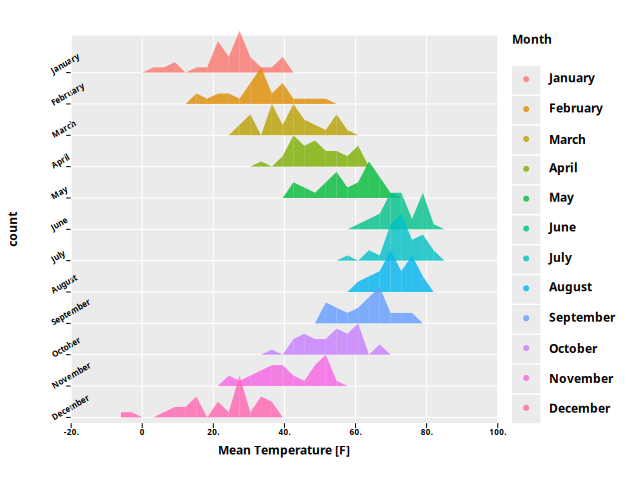 Month
January
February
March
April
May
June
July
August
September
October
November
December
count
January
February
March
April
May
June
July
August
September
October
November
December
-20. 0 20. 40. 60. 80. 100.
Mean Temperature [F]